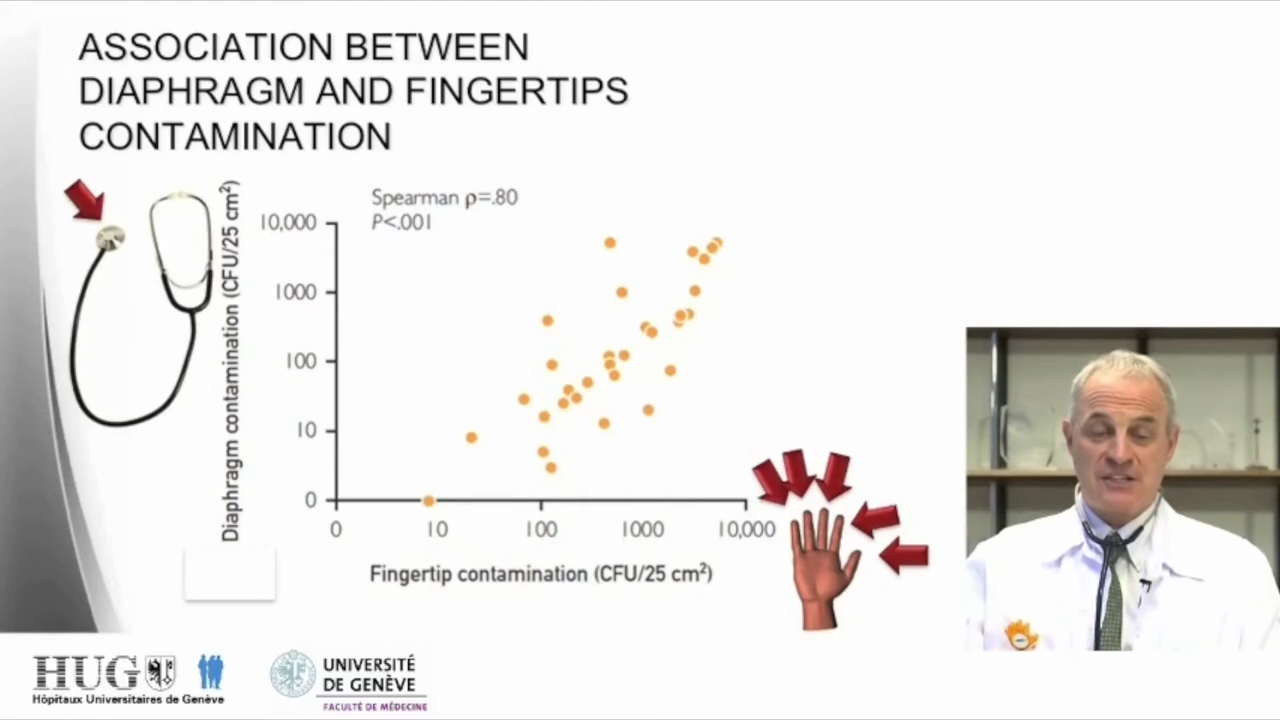 ASSOCIATION BETWEEN
DIAPHRAGM AND FINGERTIPS
CONTAMINATION
Spearman ρ=.80
P<.001
Diaphragm contamination (CFU/25 cm²)
10,000
1000
100
10
0
0 10 100 1000 10,000
Fingertip contamination (CFU/25 cm²)
HUG
Hôpitaux Universitaires de Genève
UNIVERSITÉ
DE GENÈVE
FACULTÉ DE MÉDECINE